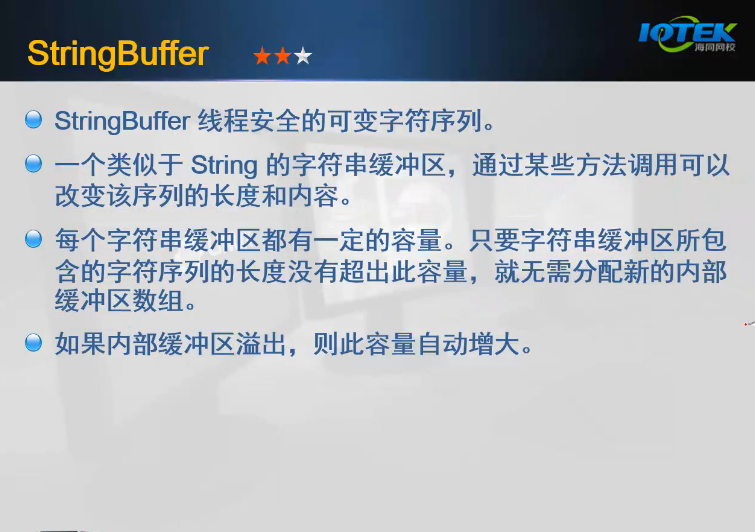 IOTEK
海同网校
StringBuffer
StringBuffer 线程安全的可变字符序列。
一个类似于 String 的字符串缓冲区，通过某些方法调用可以
改变该序列的长度和内容。
每个字符串缓冲区都有一定的容量。只要字符串缓冲区所包
含的字符序列的长度没有超出此容量，就无需分配新的内部
缓冲区数组。
如果内部缓冲区溢出，则此容量自动增大。